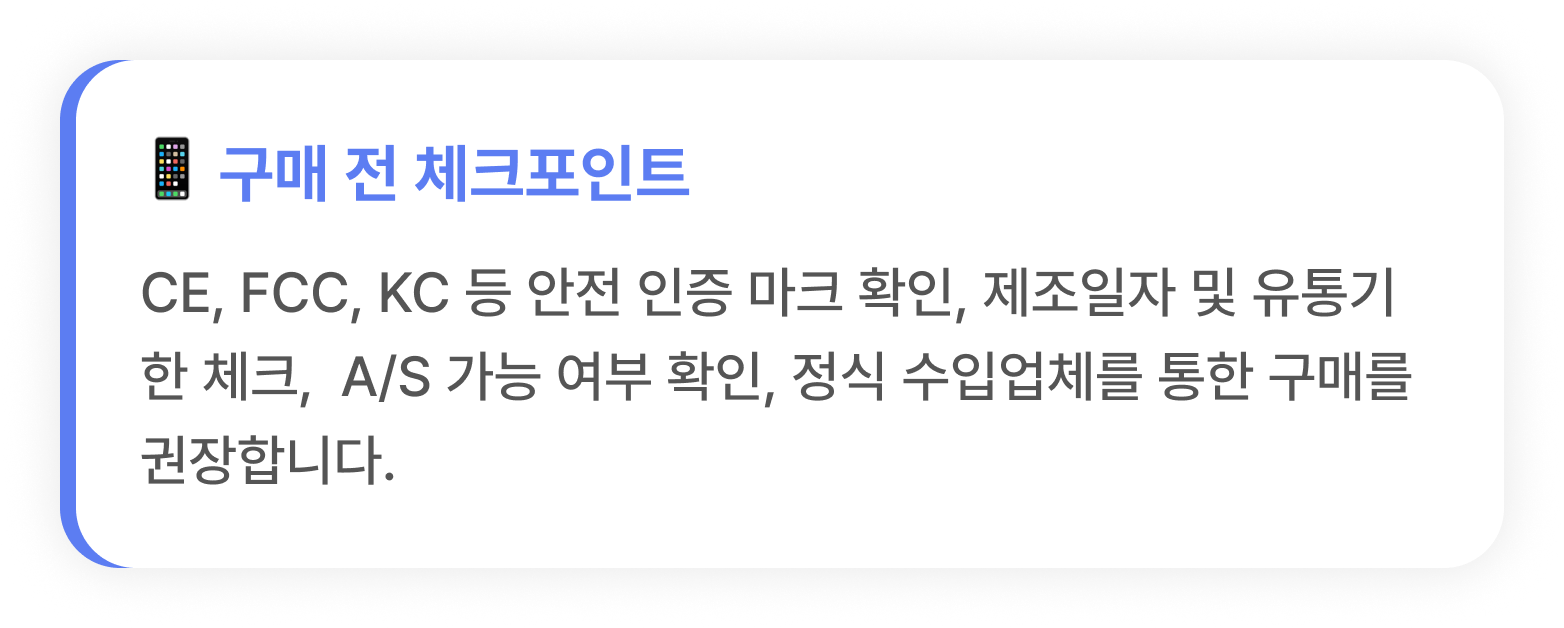 📱 구매 전 체크포인트
CE, FCC, KC 등 안전 인증 마크 확인, 제조일자 및 유통기
한 체크,  A/S 가능 여부 확인, 정식 수입업체를 통한 구매를
권장합니다.